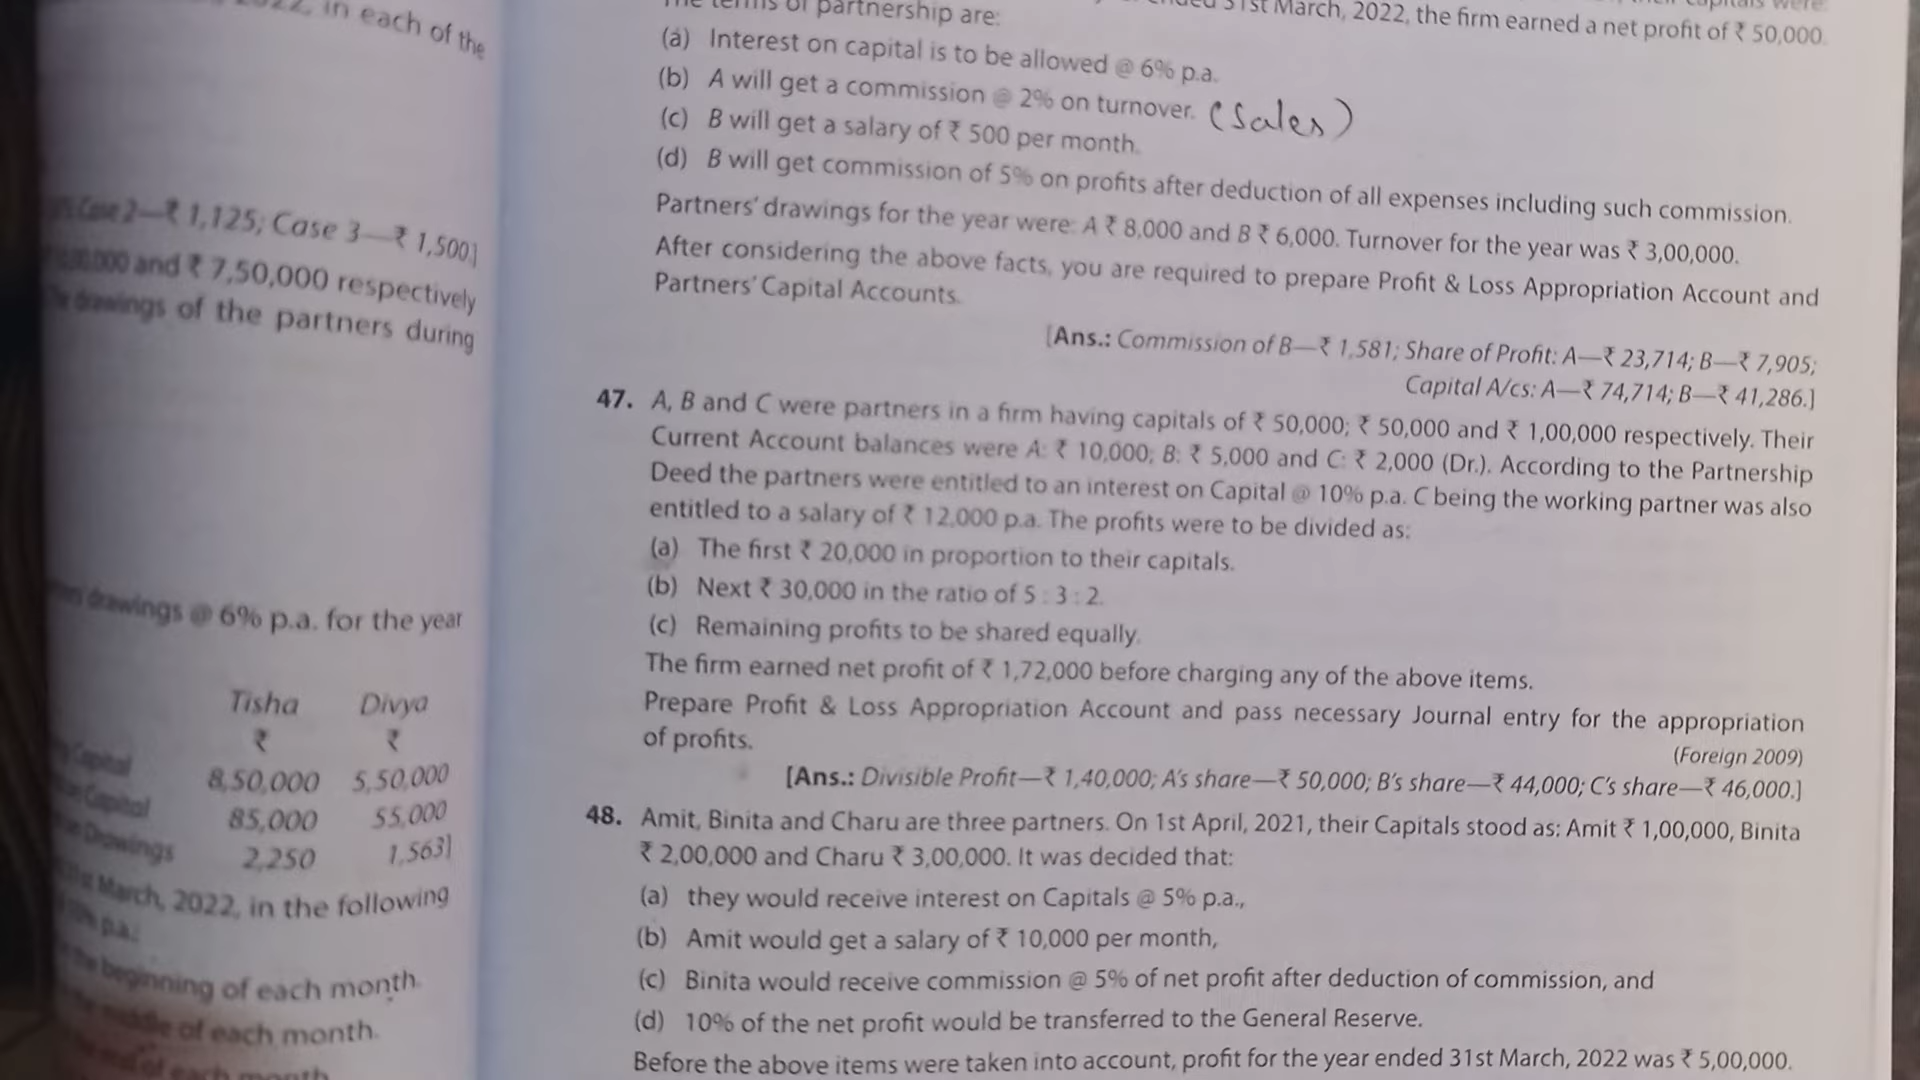 in each of the
Case 2—₹ 1,125; Case 3—₹ 1,500]
and ₹ 7,50,000 respectively
drawings of the partners during
drawings @ 6% p.a. for the year
Tisha Divya
₹ ₹
Capital 8,50,000 5,50,000
Capital 85,000 55,000
Drawings 2,250 1,563]
March, 2022, in the following
p.a.:
beginning of each month.
middle of each month.
end of each month
The terms of partnership are:
31st March, 2022, the firm earned a net profit of ₹ 50,000.
(a) Interest on capital is to be allowed @ 6% p.a.
(b) A will get a commission @ 2% on turnover. (Sales)
(c) B will get a salary of ₹ 500 per month.
(d) B will get commission of 5% on profits after deduction of all expenses including such commission.
Partners' drawings for the year were: A ₹ 8,000 and B ₹ 6,000. Turnover for the year was ₹ 3,00,000.
After considering the above facts, you are required to prepare Profit & Loss Appropriation Account and
Partners' Capital Accounts.
[Ans.: Commission of B—₹ 1,581; Share of Profit: A—₹ 23,714; B—₹ 7,905;
Capital A/cs: A—₹ 74,714; B—₹ 41,286.]
47. A, B and C were partners in a firm having capitals of ₹ 50,000; ₹ 50,000 and ₹ 1,00,000 respectively. Their
Current Account balances were A: ₹ 10,000; B: ₹ 5,000 and C: ₹ 2,000 (Dr.). According to the Partnership
Deed the partners were entitled to an interest on Capital @ 10% p.a. C being the working partner was also
entitled to a salary of ₹ 12,000 p.a. The profits were to be divided as:
(a) The first ₹ 20,000 in proportion to their capitals.
(b) Next ₹ 30,000 in the ratio of 5 : 3 : 2.
(c) Remaining profits to be shared equally.
The firm earned net profit of ₹ 1,72,000 before charging any of the above items.
Prepare Profit & Loss Appropriation Account and pass necessary Journal entry for the appropriation
of profits.
(Foreign 2009)
[Ans.: Divisible Profit—₹ 1,40,000; A's share—₹ 50,000; B's share—₹ 44,000; C's share—₹ 46,000.]
48. Amit, Binita and Charu are three partners. On 1st April, 2021, their Capitals stood as: Amit ₹ 1,00,000, Binita
₹ 2,00,000 and Charu ₹ 3,00,000. It was decided that:
(a) they would receive interest on Capitals @ 5% p.a.,
(b) Amit would get a salary of ₹ 10,000 per month,
(c) Binita would receive commission @ 5% of net profit after deduction of commission, and
(d) 10% of the net profit would be transferred to the General Reserve.
Before the above items were taken into account, profit for the year ended 31st March, 2022 was ₹ 5,00,000.